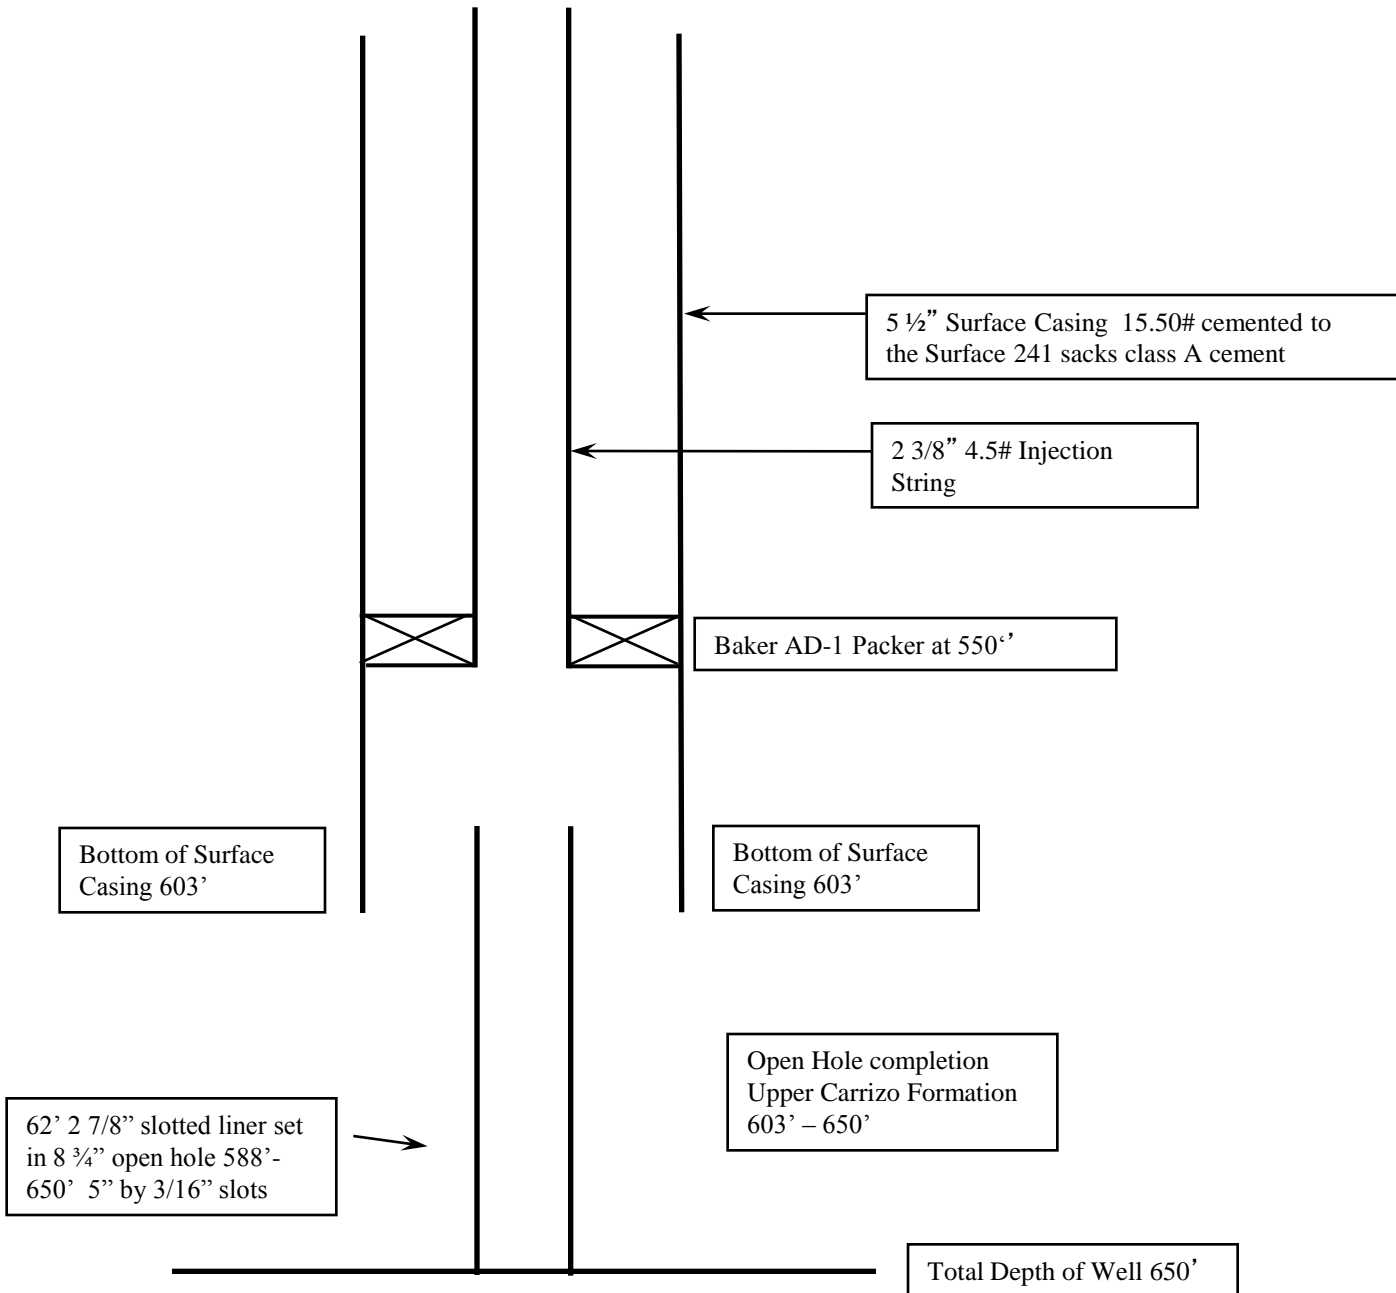 5 ½” Surface Casing 15.50# cemented to
the Surface 241 sacks class A cement
2 3/8” 4.5# Injection
String
Baker AD-1 Packer at 550‘’
Bottom of Surface
Casing 603’
Bottom of Surface
Casing 603’
Open Hole completion
Upper Carrizo Formation
603’ – 650’
62’ 2 7/8” slotted liner set
in 8 ¾” open hole 588’-
650’ 5” by 3/16” slots
Total Depth of Well 650’